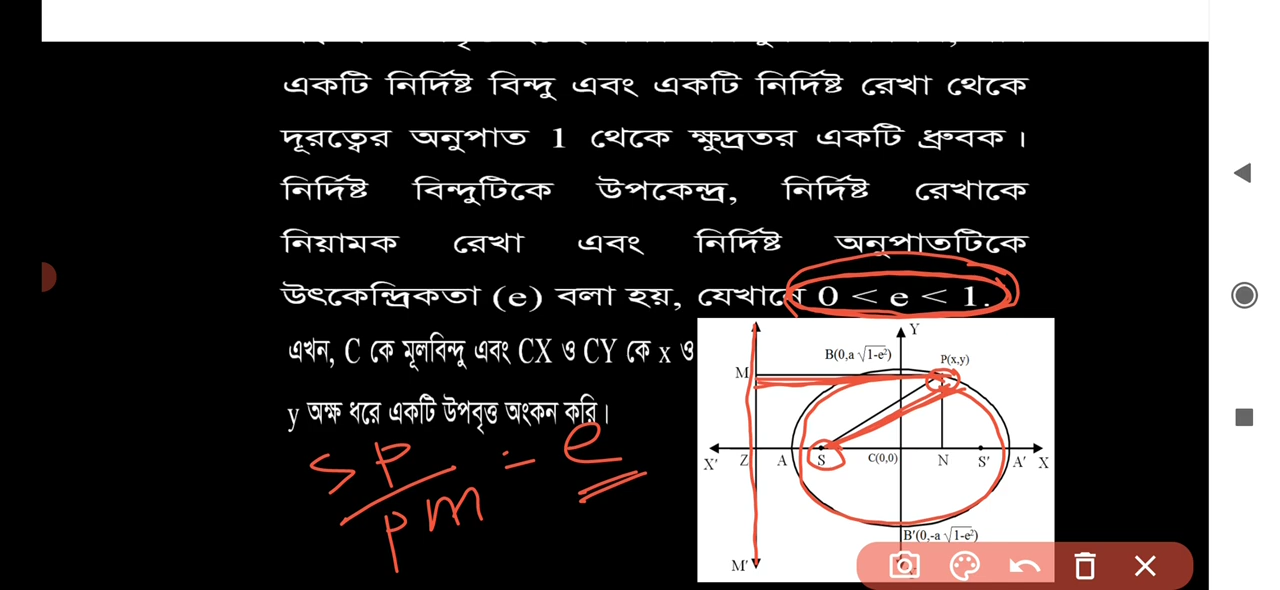 একটি নির্দিষ্ট বিন্দু এবং একটি নির্দিষ্ট রেখা থেকে
দূরত্বের অনুপাত 1 থেকে ক্ষুদ্রতর একটি ধ্রুবক।
নির্দিষ্ট বিন্দুটিকে উপকেন্দ্র, নির্দিষ্ট রেখাকে
নিয়ামক রেখা এবং নির্দিষ্ট অনুপাতটিকে
উৎকেন্দ্রিকতা (e) বলা হয়, যেখানে 0 < e < 1.
এখন, C কে মূলবিন্দু এবং CX ও CY কে x ও
y অক্ষ ধরে একটি উপবৃত্ত অংকন করি।
SP/PM = e
Y
B(0,a √1-e²)
P(x,y)
M
X' Z A S C(0,0) N S' A' X
B'(0,-a √1-e²)
M'